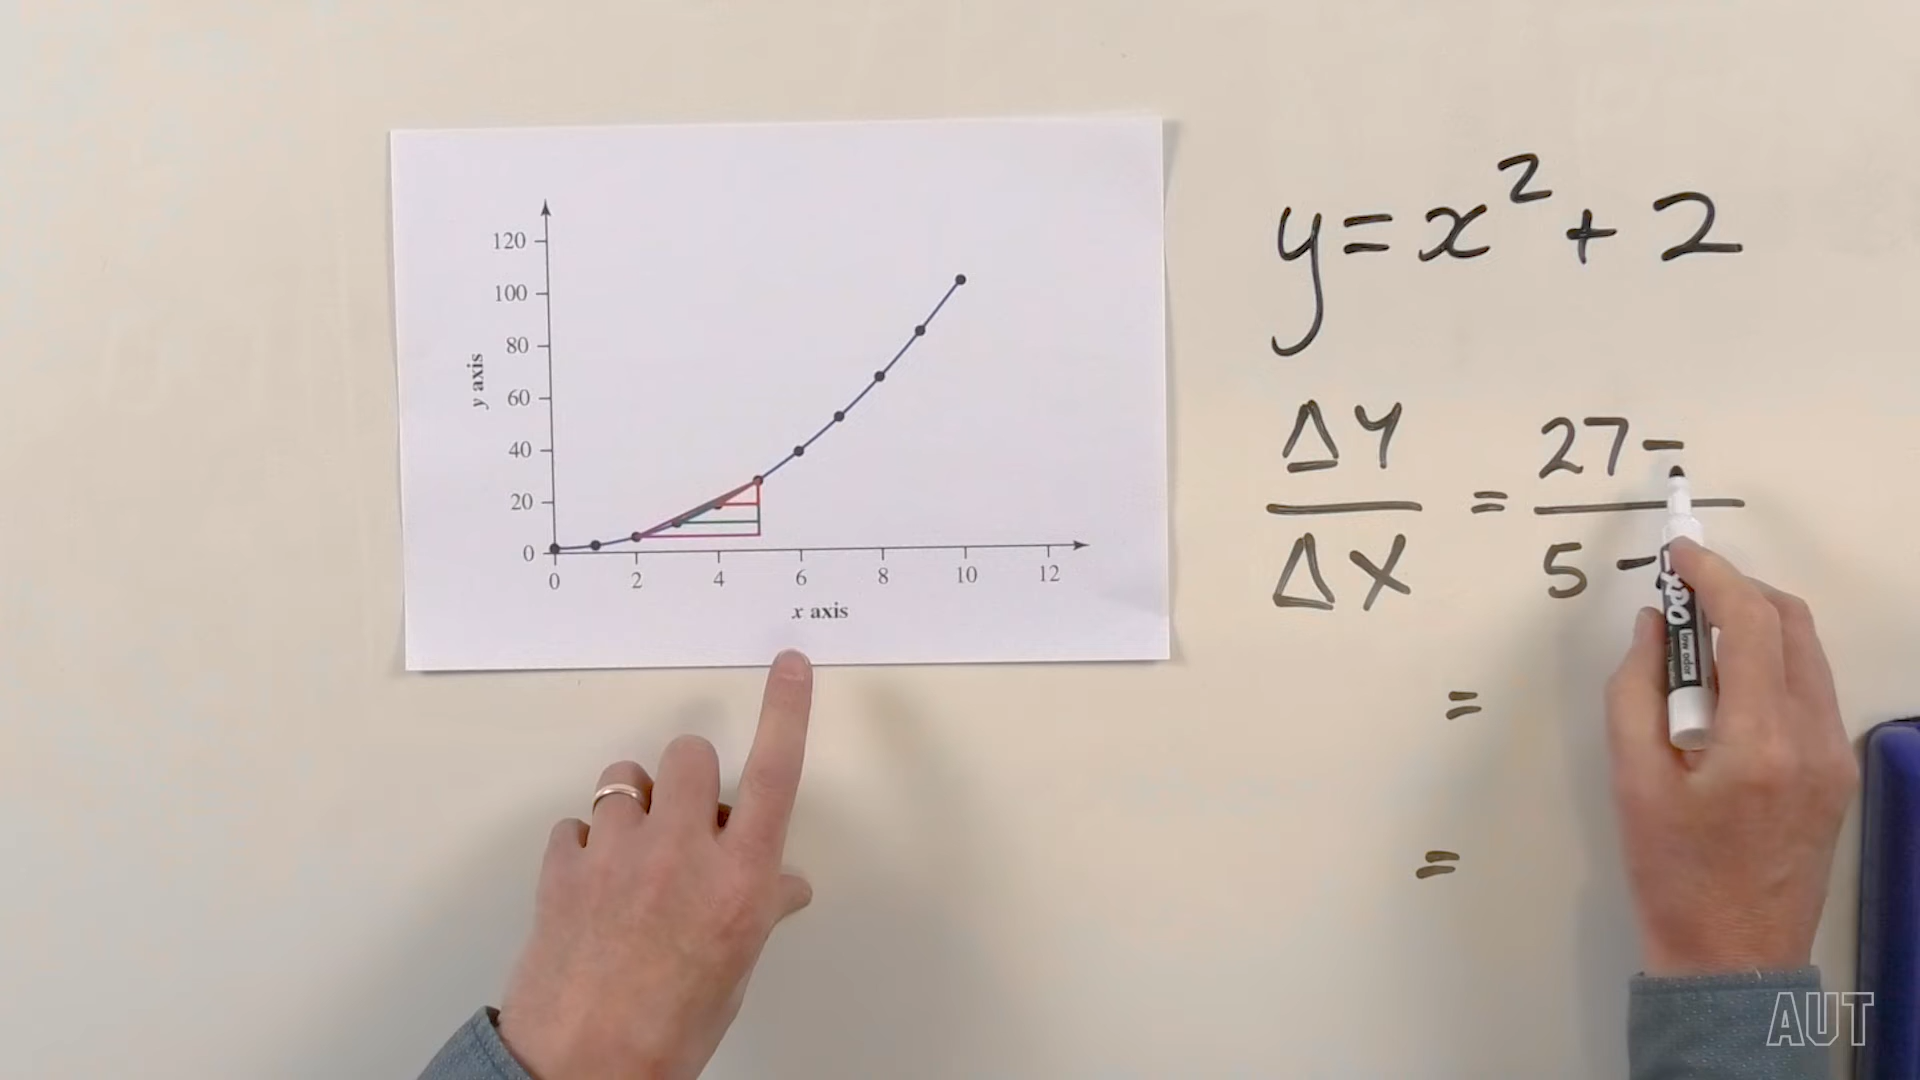 120
100
80
60
40
20
0
y axis
0 2 4 6 8 10 12
x axis
y = x² + 2
ΔY = 27 -
ΔX 5 -
=
=
EXPO
low odor
AUT